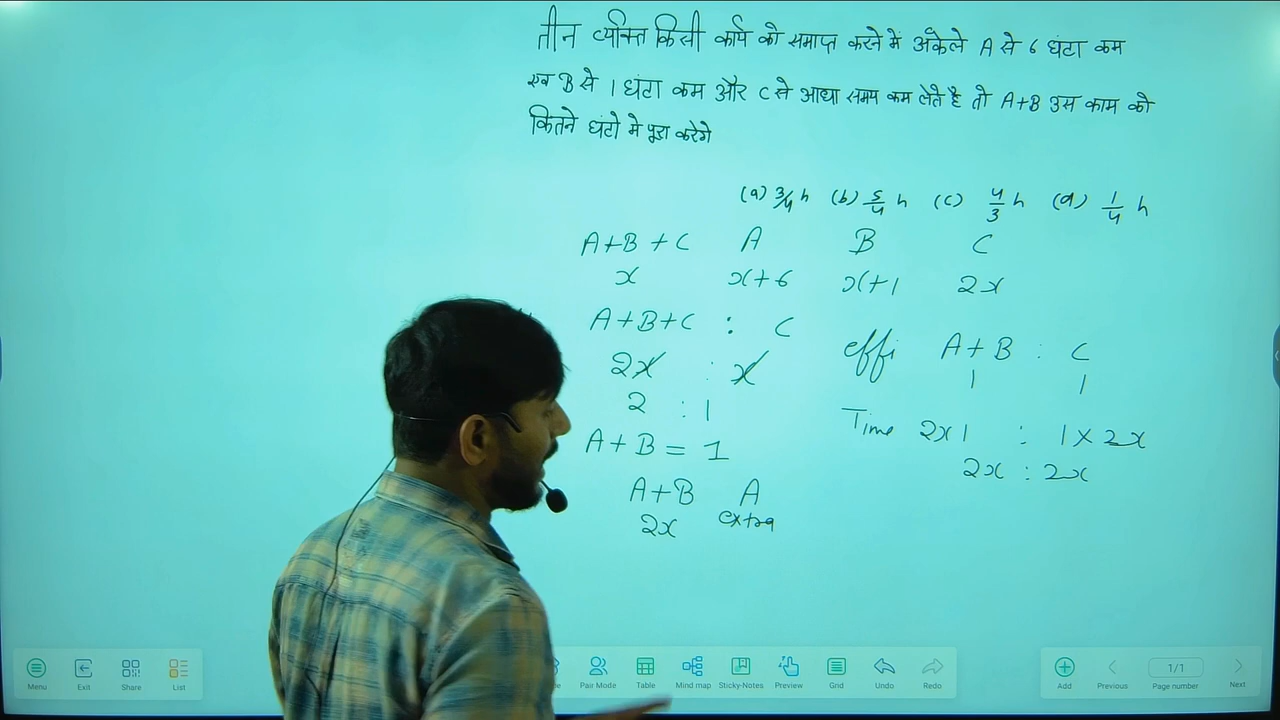 तीन व्यक्ति किसी कार्य को समाप्त करने में अकेले A से 6 घंटा कम
एव B से 1 घंटा कम और C से आधा समय कम लेते है तो A+B उस काम को
कितने घंटो मे पूरा करेगे
(a) 3/4 h (b) 5/4 h (c) 4/3 h (d) 1/4 h
A+B+C A B C
x x+6 x+1 2x
A+B+C : C
2x : x
2 : 1
A+B = 1
A+B A
2x extra
effi A+B : C
1 1
Time 2x1 : 1×2x
2x : 2x
Menu Exit Share List
Pair Mode Table Mind map Sticky-Notes Preview Grid Undo Redo
Add Previous 1/1 Page number Next